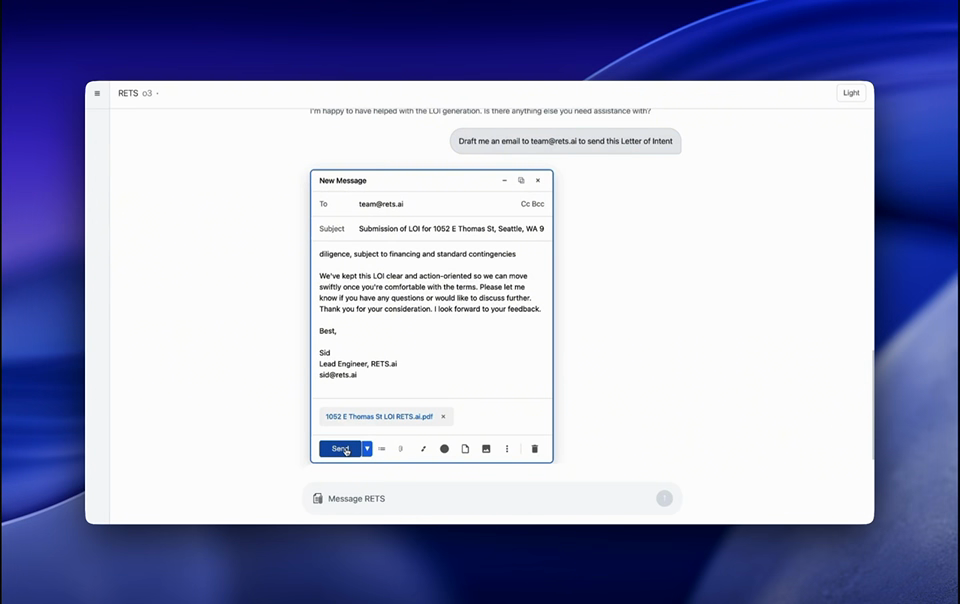 RETS o3
Light
I'm happy to have helped with the LOI generation. Is there anything else you need assistance with?
Draft me an email to team@rets.ai to send this Letter of Intent
New Message
To team@rets.ai Cc Bcc
Subject Submission of LOI for 1052 E Thomas St, Seattle, WA 9
diligence, subject to financing and standard contingencies
We've kept this LOI clear and action-oriented so we can move
swiftly once you're comfortable with the terms. Please let me
know if you have any questions or would like to discuss further.
Thank you for your consideration. I look forward to your feedback.
Best,
Sid
Lead Engineer, RETS.ai
sid@rets.ai
1052 E Thomas St LOI RETS.ai.pdf
Send
Message RETS